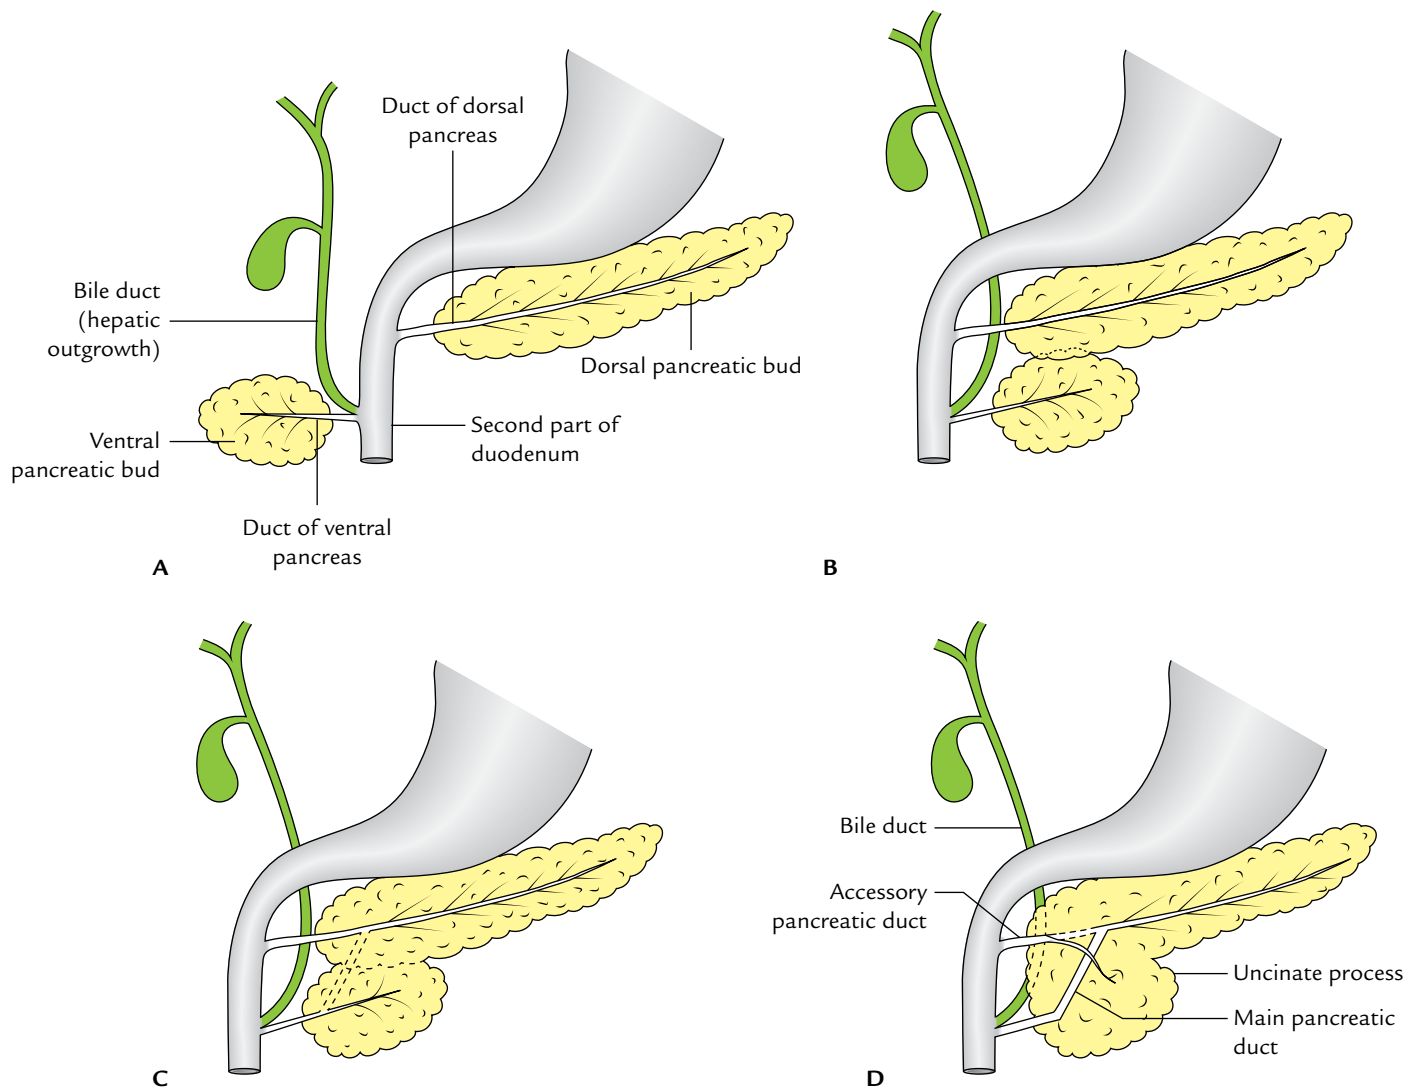 Duct of dorsal
pancreas
Bile duct
(hepatic
outgrowth)
Dorsal pancreatic bud
Ventral
pancreatic bud
Second part of
duodenum
Duct of ventral
pancreas
A
B
Bile duct
Accessory
pancreatic duct
Uncinate process
Main pancreatic
duct
C
D